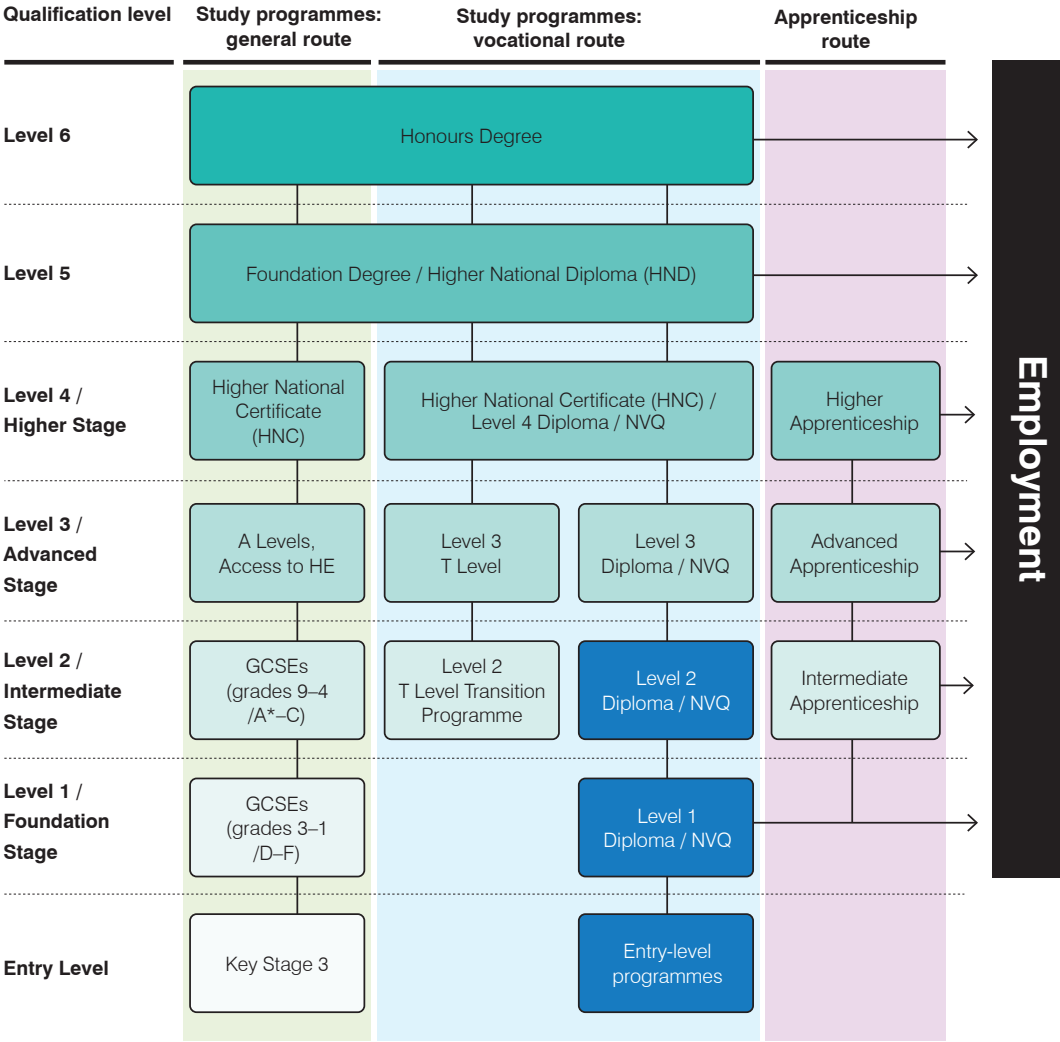 Qualification level
Study programmes:
general route
Study programmes:
vocational route
Apprenticeship
route
Level 6
Honours Degree
Level 5
Foundation Degree / Higher National Diploma (HND)
Level 4 /
Higher Stage
Higher National
Certificate
(HNC)
Higher National Certificate (HNC) /
Level 4 Diploma / NVQ
Higher
Apprenticeship
Level 3 /
Advanced
Stage
A Levels,
Access to HE
Level 3
T Level
Level 3
Diploma / NVQ
Advanced
Apprenticeship
Level 2 /
Intermediate
Stage
GCSEs
(grades 9–4
/A*–C)
Level 2
T Level Transition
Programme
Level 2
Diploma / NVQ
Intermediate
Apprenticeship
Level 1 /
Foundation
Stage
GCSEs
(grades 3–1
/D–F)
Level 1
Diploma / NVQ
Entry Level
Key Stage 3
Entry-level
programmes
Employment